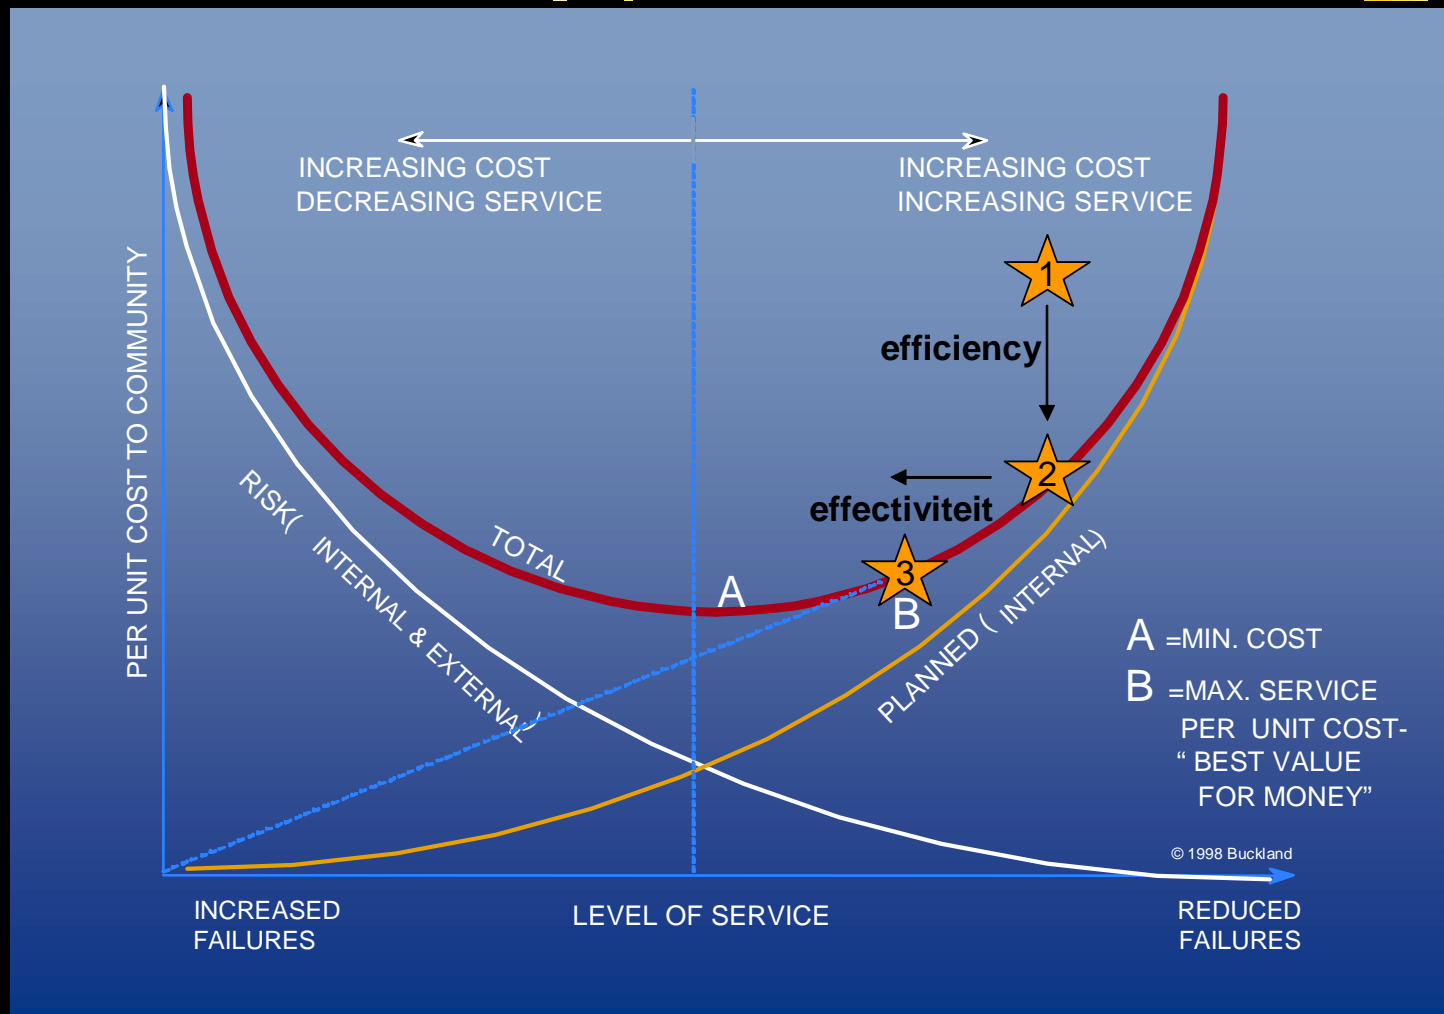 INCREASING COST
DECREASING SERVICE
INCREASING COST
INCREASING SERVICE
1
efficiency
2
effectiviteit
3
PER UNIT COST TO COMMUNITY
RISK( INTERNAL & EXTERNAL)
TOTAL
A
B
PLANNED ( INTERNAL)
A =MIN. COST
B =MAX. SERVICE
PER UNIT COST-
“ BEST VALUE
FOR MONEY”
© 1998 Buckland
INCREASED
FAILURES
LEVEL OF SERVICE
REDUCED
FAILURES